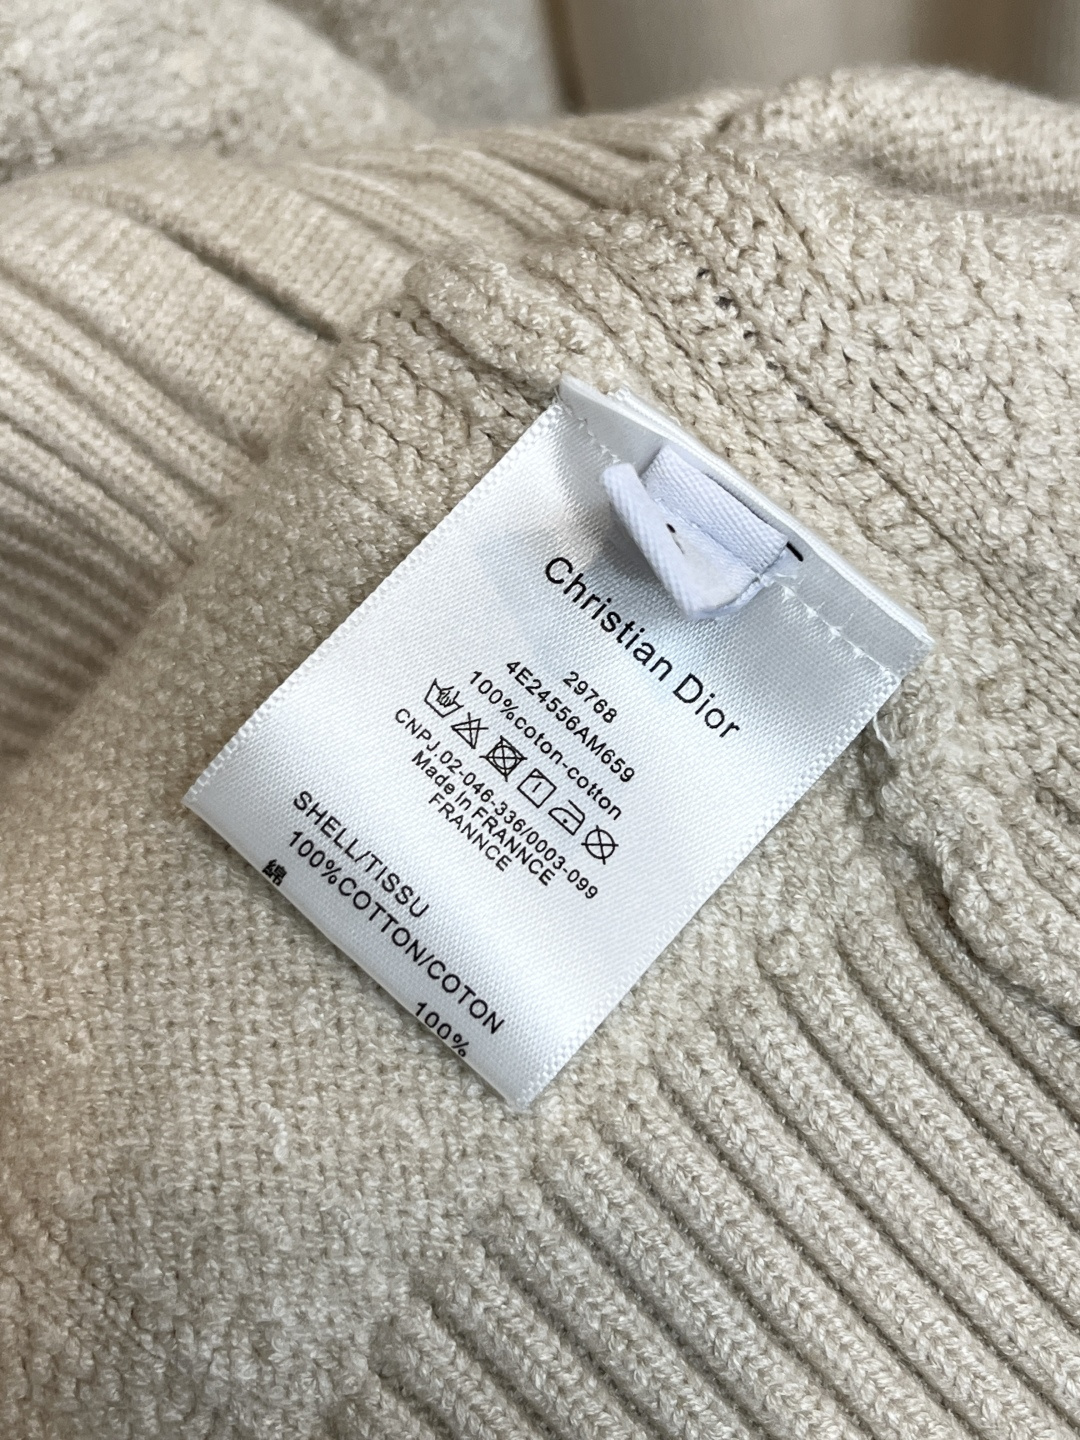 Christian Dior
29768
4E24556AM659
100%coton-cotton
CNPJ.02-046-336/0003-099
Made In FRANNCE
FRANNCE
SHELL/TISSU
100%COTTON/COTON
綿 100%